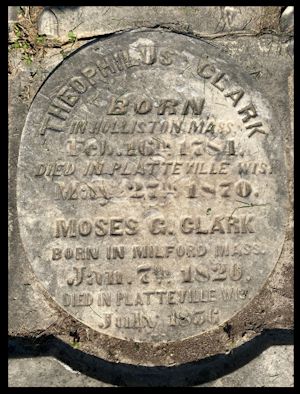 THEOPHILUS T CLARK
BORN
IN HOLLISTON MASS.
Feb. 16th 1784.
DIED IN PLATTEVILLE WIS.
May 27th 1870.
MOSES G. CLARK
BORN IN MILFORD MASS.
Jan. 7th 1820.
DIED IN PLATTEVILLE WIS
July 1836